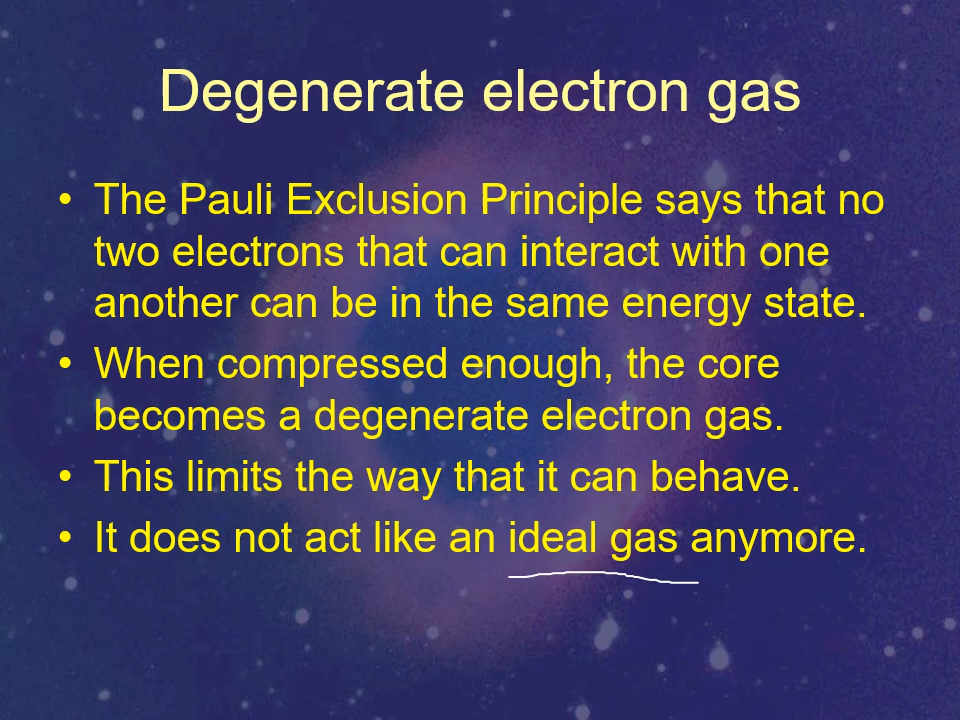 Degenerate electron gas
• The Pauli Exclusion Principle says that no
two electrons that can interact with one
another can be in the same energy state.
• When compressed enough, the core
becomes a degenerate electron gas.
• This limits the way that it can behave.
• It does not act like an ideal gas anymore.